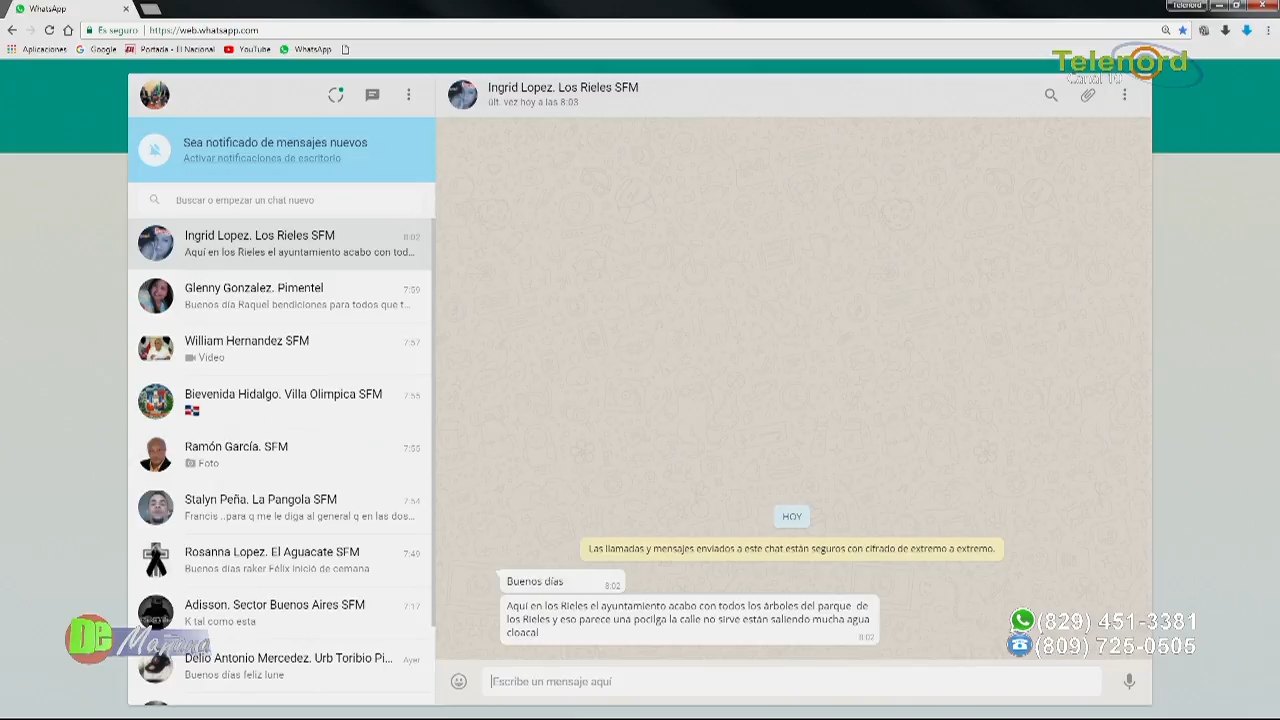 WhatsApp
Telenord
Es seguro
https://web.whatsapp.com
Aplicaciones
Google
Portada - El Nacional
YouTube
WhatsApp
Telenord
Canal 10
Ingrid Lopez. Los Rieles SFM
últ. vez hoy a las 8:03
Sea notificado de mensajes nuevos
Activar notificaciones de escritorio
Buscar o empezar un chat nuevo
Ingrid Lopez. Los Rieles SFM
8:02
Aquí en los Rieles el ayuntamiento acabo con tod...
Glenny Gonzalez. Pimentel
7:59
Buenos día Raquel bendiciones para todos que t...
William Hernandez SFM
7:57
Video
Bievenida Hidalgo. Villa Olimpica SFM
7:55
Ramón García. SFM
7:55
Foto
Stalyn Peña. La Pangola SFM
7:54
Francis ..para q me le diga al general q en las dos...
Rosanna Lopez. El Aguacate SFM
7:49
Buenos días raker Félix inició de cemana
Adisson. Sector Buenos Aires SFM
7:17
K tal como esta
Delio Antonio Mercedez. Urb Toribio Pi...
Ayer
Buenos días feliz lune
HOY
Las llamadas y mensajes enviados a este chat están seguros con cifrado de extremo a extremo.
Buenos días
8:02
Aquí en los Rieles el ayuntamiento acabo con todos los árboles del parque de
los Rieles y eso parece una pocilga la calle no sirve están saliendo mucha agua
cloacal
8:02
Escribe un mensaje aquí
De Mañana
(829) 451-3381
(809) 725-0505